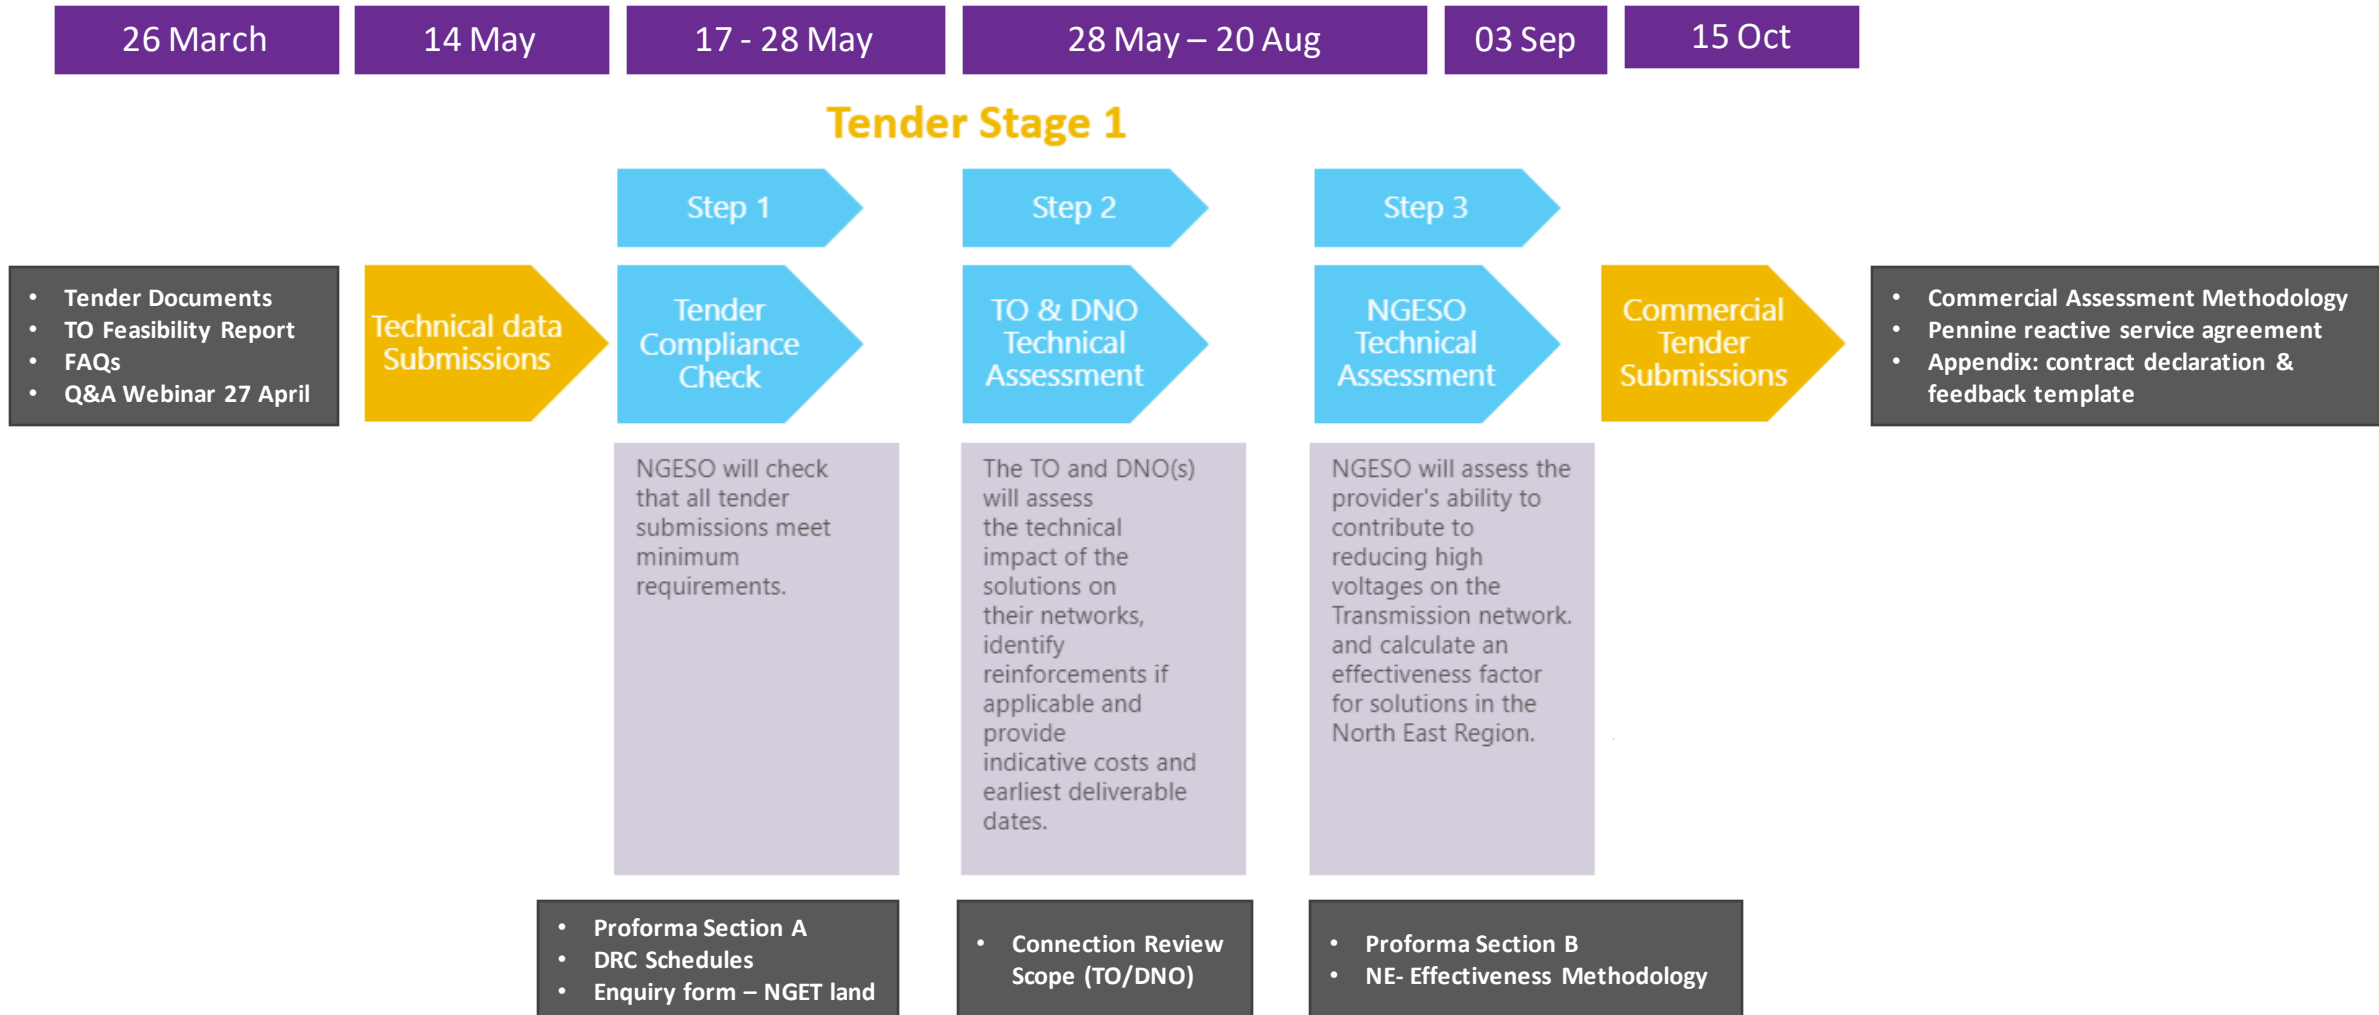 26 March
14 May
17 - 28 May
28 May – 20 Aug
03 Sep
15 Oct
Tender Stage 1
Step 1
Step 2
Step 3
• Tender Documents
• TO Feasibility Report
• FAQs
• Q&A Webinar 27 April
Technical data
Submissions
Tender
Compliance
Check
TO & DNO
Technical
Assessment
NGESO
Technical
Assessment
Commercial
Tender
Submissions
• Commercial Assessment Methodology
• Pennine reactive service agreement
• Appendix: contract declaration &
feedback template
NGESO will check
that all tender
submissions meet
minimum
requirements.
The TO and DNO(s)
will assess
the technical
impact of the
solutions on
their networks,
identify
reinforcements if
applicable and
provide
indicative costs and
earliest deliverable
dates.
NGESO will assess the
provider's ability to
contribute to
reducing high
voltages on the
Transmission network.
and calculate an
effectiveness factor
for solutions in the
North East Region.
• Proforma Section A
• DRC Schedules
• Enquiry form – NGET land
• Connection Review
Scope (TO/DNO)
• Proforma Section B
• NE- Effectiveness Methodology